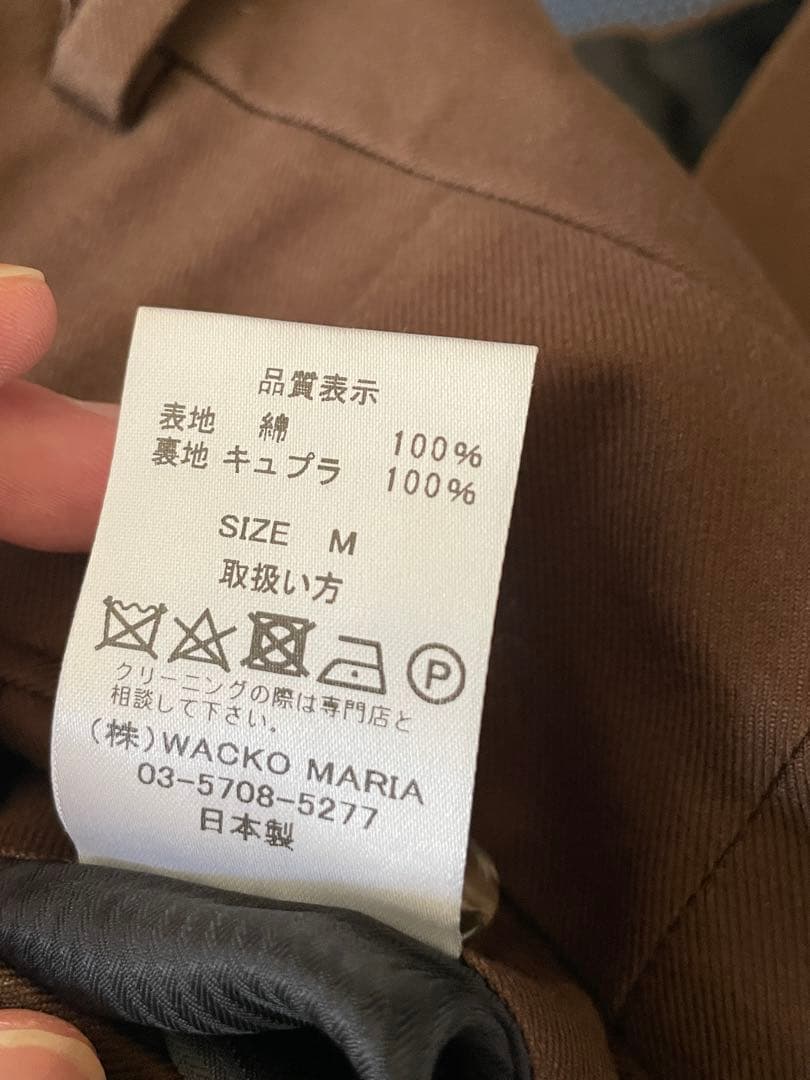 品質表示
表地 綿 100%
裏地 キュプラ 100%
SIZE M
取扱い方
P
クリーニングの際は専門店と
相談して下さい.
(株)WACKO MARIA
03-5708-5277
日本製